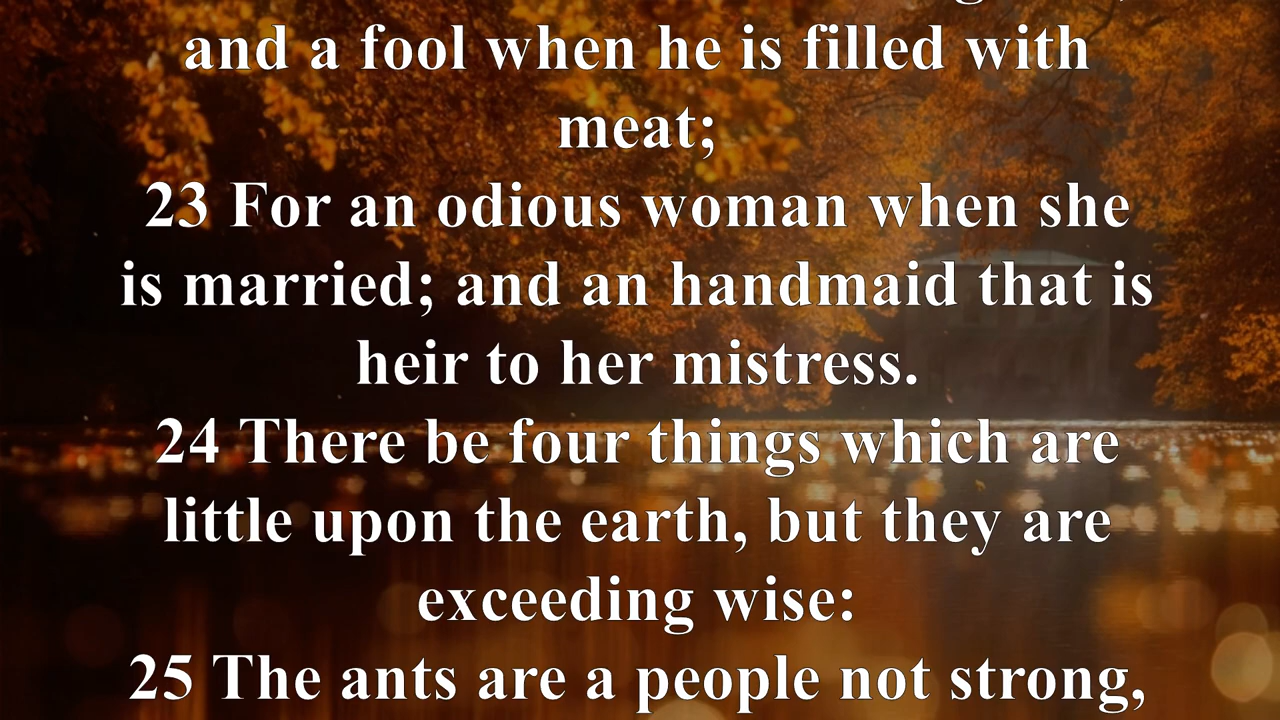 and a fool when he is filled with
meat;
23 For an odious woman when she
is married; and an handmaid that is
heir to her mistress.
24 There be four things which are
little upon the earth, but they are
exceeding wise:
25 The ants are a people not strong,